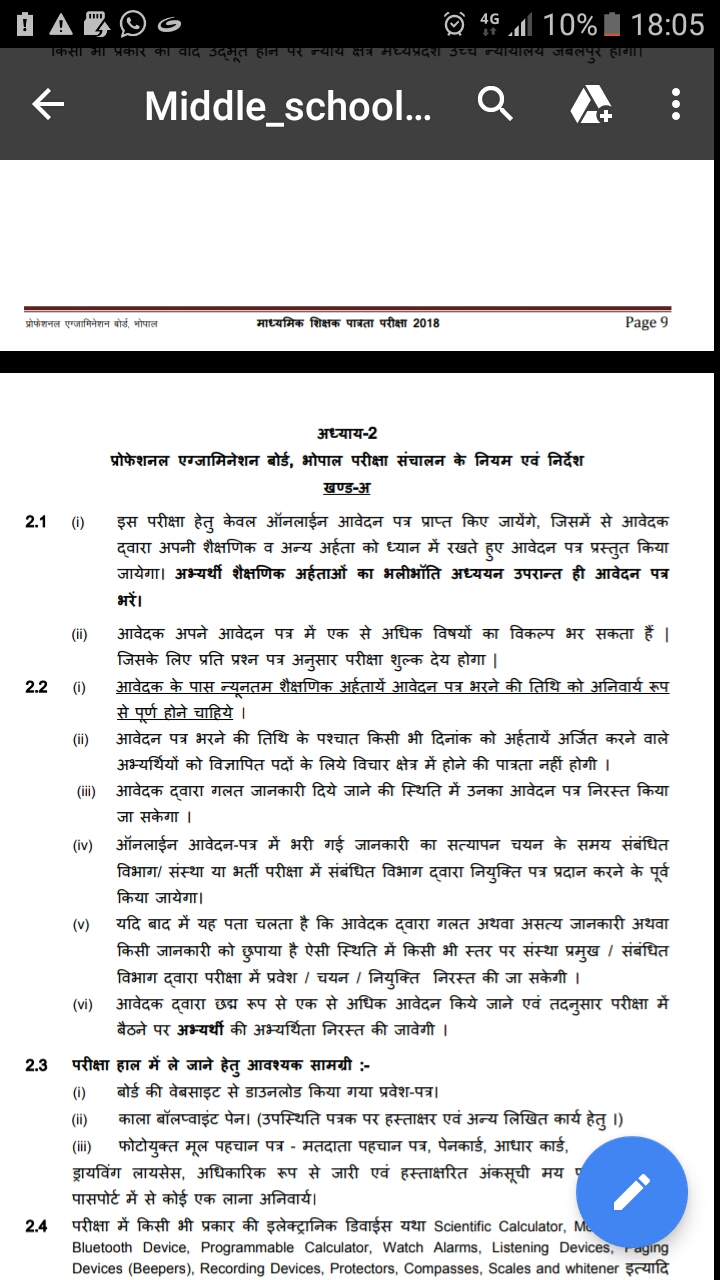 10% 18:05
4G
किसी भी प्रकार का वाद उद्भूत होने पर न्याय क्षेत्र मध्यप्रदेश उच्च न्यायालय जबलपुर होगा।
Middle_school...
प्रोफेशनल एग्जामिनेशन बोर्ड, भोपाल माध्यमिक शिक्षक पात्रता परीक्षा 2018 Page 9
अध्याय-2
प्रोफेशनल एग्जामिनेशन बोर्ड, भोपाल परीक्षा संचालन के नियम एवं निर्देश
खण्ड-अ
2.1 (i) इस परीक्षा हेतु केवल ऑनलाईन आवेदन पत्र प्राप्त किए जायेंगे, जिसमें से आवेदक
द्वारा अपनी शैक्षणिक व अन्य अर्हता को ध्यान में रखते हुए आवेदन पत्र प्रस्तुत किया
जायेगा। अभ्यर्थी शैक्षणिक अर्हताओं का भलीभॉति अध्ययन उपरान्त ही आवेदन पत्र
भरें।
(ii) आवेदक अपने आवेदन पत्र में एक से अधिक विषयों का विकल्प भर सकता हैं |
जिसके लिए प्रति प्रश्न पत्र अनुसार परीक्षा शुल्क देय होगा |
2.2 (i) आवेदक के पास न्यूनतम शैक्षणिक अर्हतायें आवेदन पत्र भरने की तिथि को अनिवार्य रूप
से पूर्ण होने चाहिये ।
(ii) आवेदन पत्र भरने की तिथि के पश्चात किसी भी दिनांक को अर्हतायें अर्जित करने वाले
अभ्यर्थियों को विज्ञापित पदों के लिये विचार क्षेत्र में होने की पात्रता नहीं होगी ।
(iii) आवेदक द्वारा गलत जानकारी दिये जाने की स्थिति में उनका आवेदन पत्र निरस्त किया
जा सकेगा ।
(iv) ऑनलाईन आवेदन-पत्र में भरी गई जानकारी का सत्यापन चयन के समय संबंधित
विभाग/ संस्था या भर्ती परीक्षा में संबंधित विभाग द्वारा नियुक्ति पत्र प्रदान करने के पूर्व
किया जायेगा।
(v) यदि बाद में यह पता चलता है कि आवेदक द्वारा गलत अथवा असत्य जानकारी अथवा
किसी जानकारी को छुपाया है ऐसी स्थिति में किसी भी स्तर पर संस्था प्रमुख / संबंधित
विभाग द्वारा परीक्षा में प्रवेश / चयन / नियुक्ति निरस्त की जा सकेगी ।
(vi) आवेदक द्वारा छद्म रूप से एक से अधिक आवेदन किये जाने एवं तदनुसार परीक्षा में
बैठने पर अभ्यर्थी की अभ्यर्थिता निरस्त की जावेगी ।
2.3 परीक्षा हाल में ले जाने हेतु आवश्यक सामग्री :-
(i) बोर्ड की वेबसाइट से डाउनलोड किया गया प्रवेश-पत्र।
(ii) काला बॉलप्वाइंट पेन। (उपस्थिति पत्रक पर हस्ताक्षर एवं अन्य लिखित कार्य हेतु ।)
(iii) फोटोयुक्त मूल पहचान पत्र - मतदाता पहचान पत्र, पेनकार्ड, आधार कार्ड,
ड्रायविंग लायसेस, अधिकारिक रूप से जारी एवं हस्ताक्षरित अंकसूची मय
पासपोर्ट में से कोई एक लाना अनिवार्य।
2.4 परीक्षा में किसी भी प्रकार की इलेक्ट्रानिक डिवाईस यथा Scientific Calculator,
Bluetooth Device, Programmable Calculator, Watch Alarms, Listening Devices,
Devices (Beepers), Recording Devices, Protectors, Compasses, Scales and whitener इत्यादि